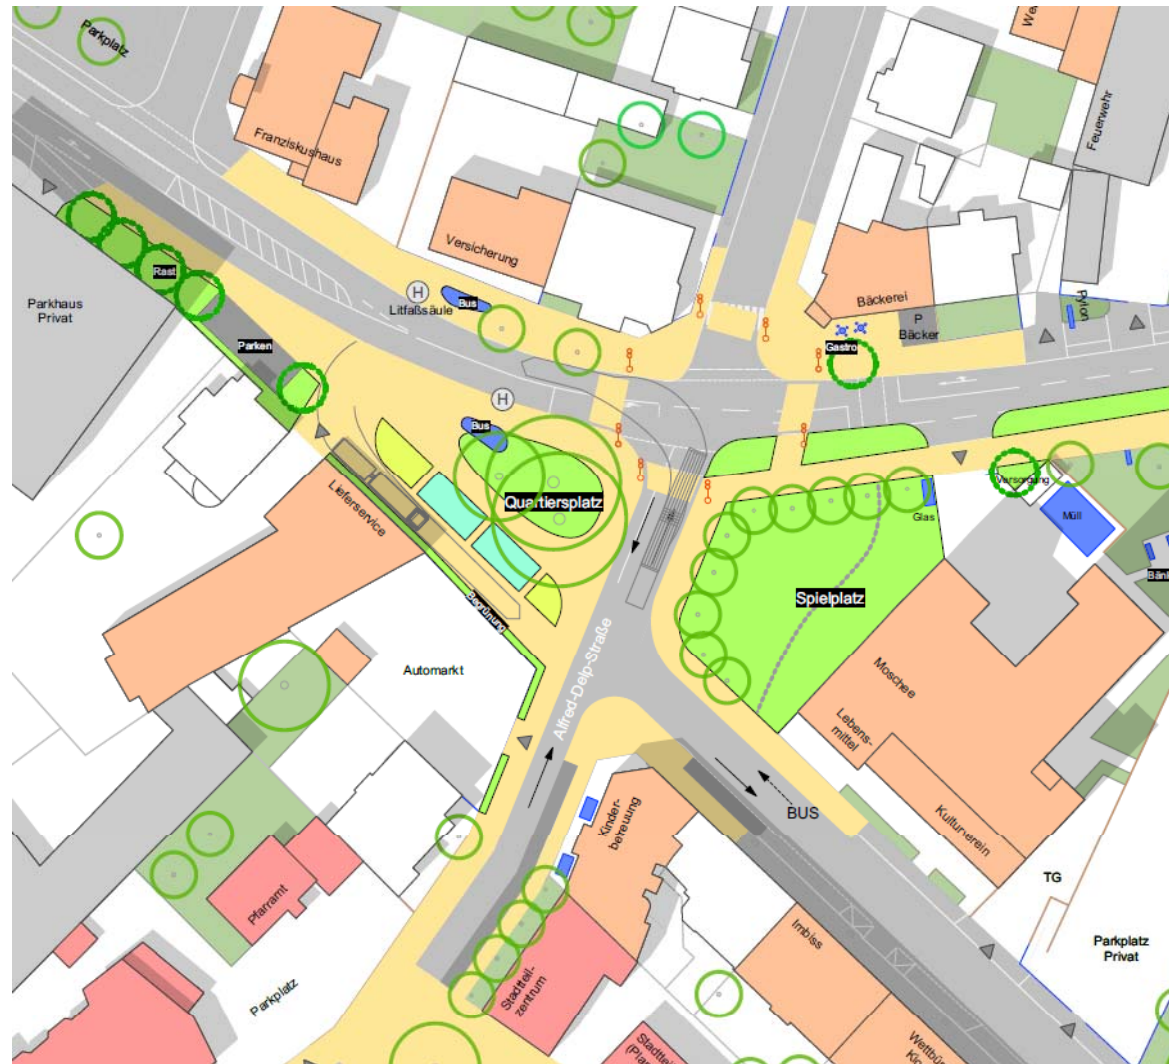 Parkplatz
Franziskushaus
Feuerwehr
Versicherung
Rast
Parkhaus
Privat
H
Bus
Litfaßsäule
Bäckerei
P
Bäcker
Pylon
Parken
Gastro
H
Bus
Lieferservice
Quartiersplatz
Versorgung
Glas
Müll
Spielplatz
Begrünung
Automarkt
Alfred-Delp-Straße
Moschee
Lebens-
mittel
Kulturverein
BUS
Kinder-
betreuung
TG
Pfarramt
Imbiss
Parkplatz
Privat
Parkplatz
Stadtteil-
zentrum
Stadtteil